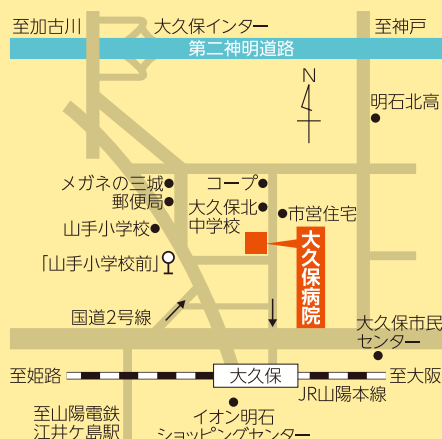 至加古川
大久保インター
至神戸
第二神明道路
N
明石北高
メガネの三城
コープ
郵便局
大久保北
中学校
市営住宅
山手小学校
大久保病院
「山手小学校前」
国道2号線
大久保市民
センター
至姫路
大久保
至大阪
JR山陽本線
至山陽電鉄
江井ケ島駅
イオン明石
ショッピングセンター